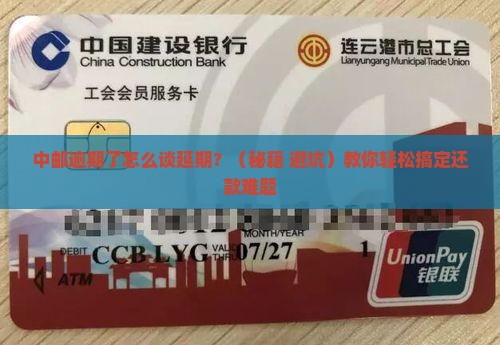 中国建设银行
China Construction Bank
连云港市总工会
Lianyungang Municipal Trade Union
工会会员服务卡
中邮逾期了怎么谈延期？（秘籍 避坑）教你轻松搞定还
款难题
DEBIT
CCB LYG
VALID
THRU
07/27
1
ATM
UnionPay
银联